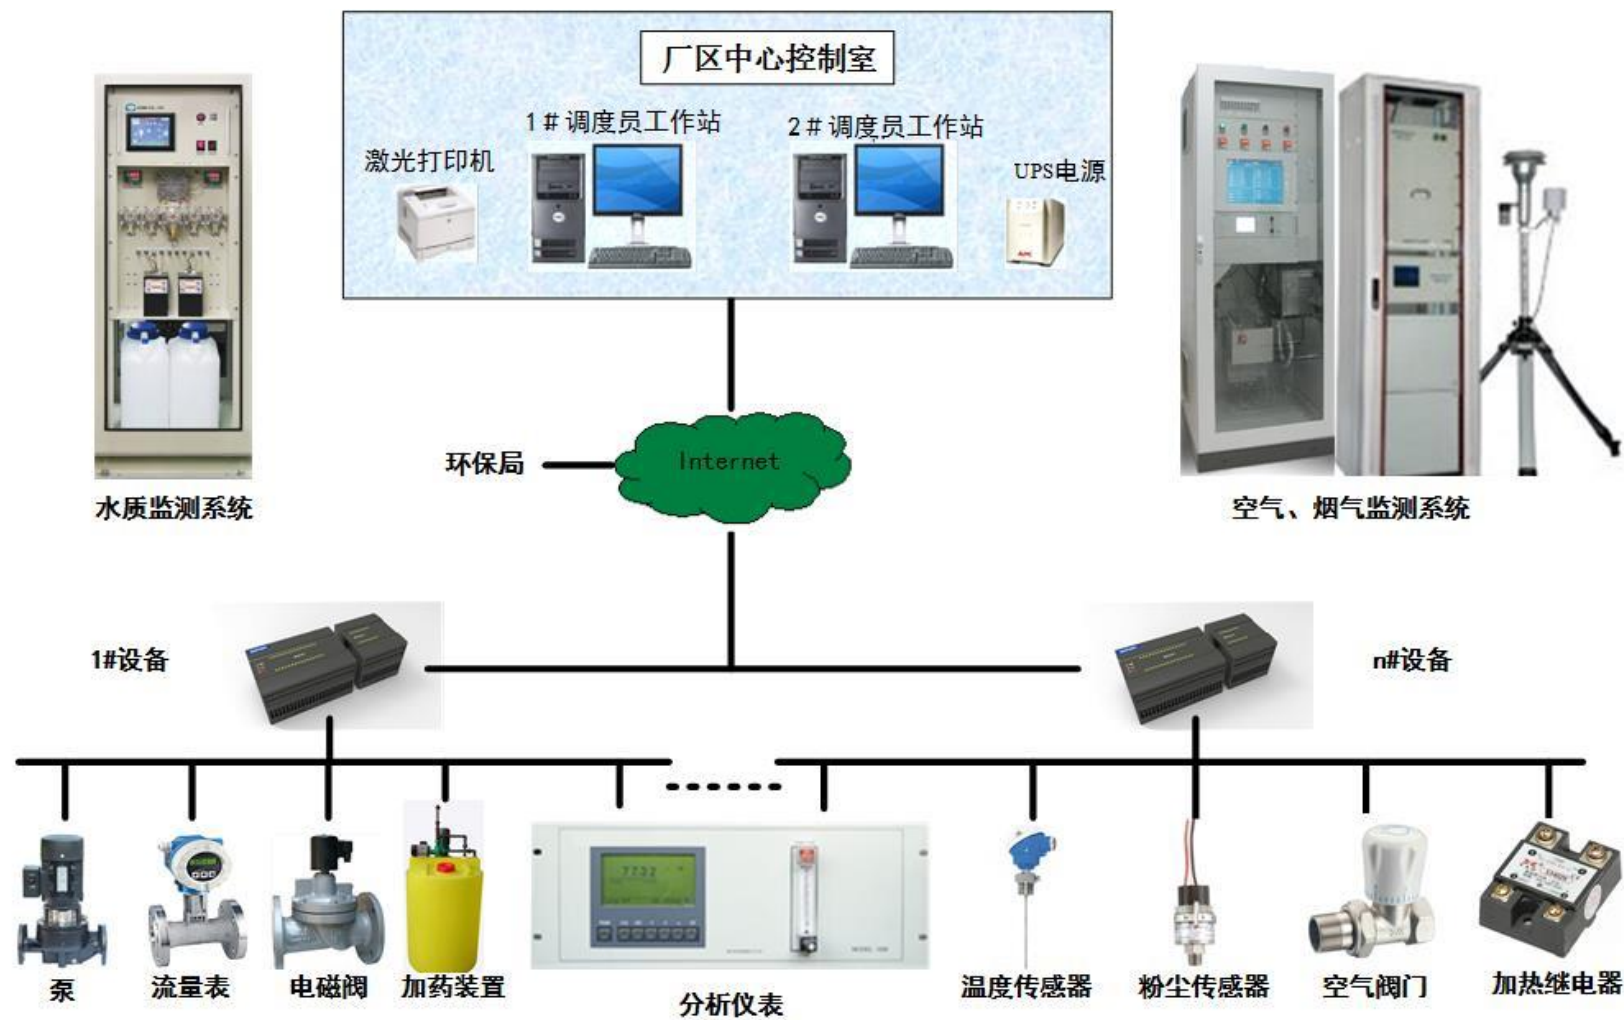 厂区中心控制室
1＃调度员工作站
2＃调度员工作站
激光打印机
UPS电源
APC
环保局
Internet
水质监测系统
空气、烟气监测系统
1#设备
n#设备
7732
泵
流量表
电磁阀
加药装置
分析仪表
温度传感器
粉尘传感器
空气阀门
加热继电器